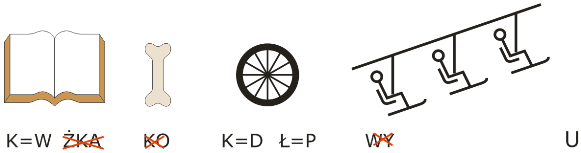 K=W ŻKA KO K=D Ł=P WY U